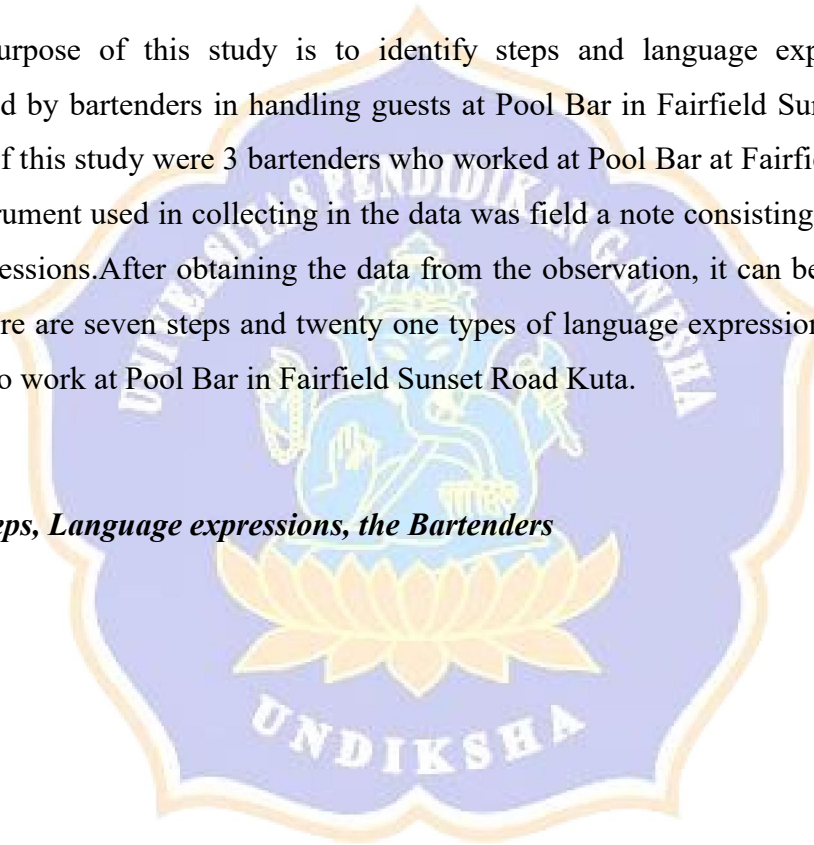 urpose of this study is to identify steps and language exp
d by bartenders in handling guests at Pool Bar in Fairfield Sun
f this study were 3 bartenders who worked at Pool Bar at Fairfi
rument used in collecting in the data was field a note consisting
essions.After obtaining the data from the observation, it can be
re are seven steps and twenty one types of language expression
o work at Pool Bar in Fairfield Sunset Road Kuta.
eps, Language expressions, the Bartenders
UNIVERSITAS PENDIDIKAN GANESHA
UNDIKSHA